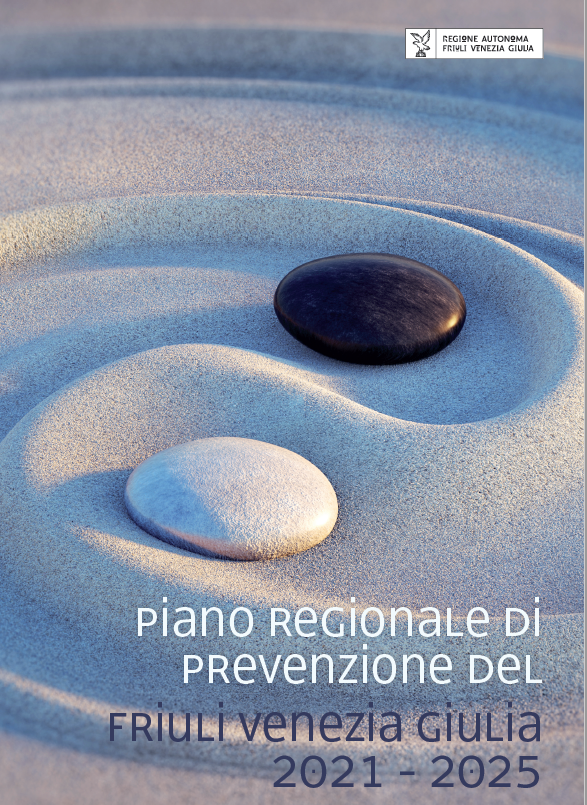 REGIONE AUTONOMA
FRIULI VENEZIA GIULIA
Piano Regionale di
Prevenzione del
Friuli Venezia Giulia
2021 - 2025